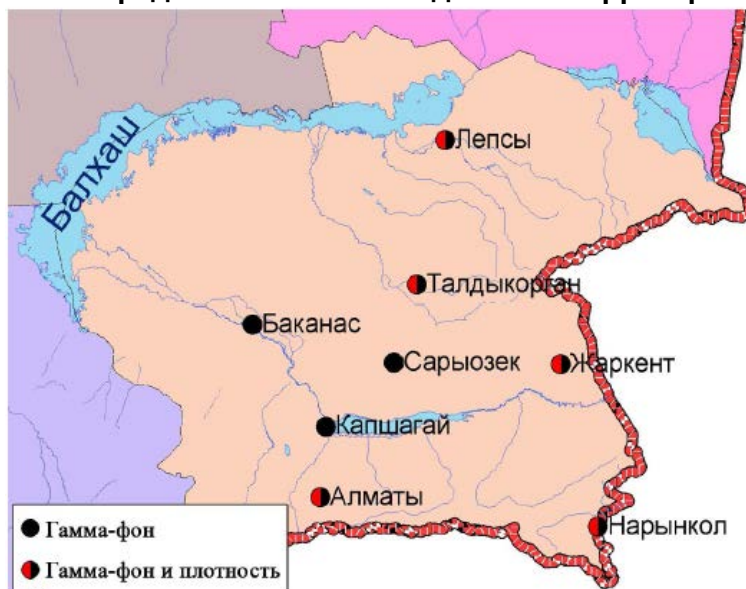 Лепсы
Балхаш
Талдыкорган
Баканас
Сарыозек
Жаркент
Капшагай
Алматы
Нарынкол
Гамма-фон
Гамма-фон и плотность